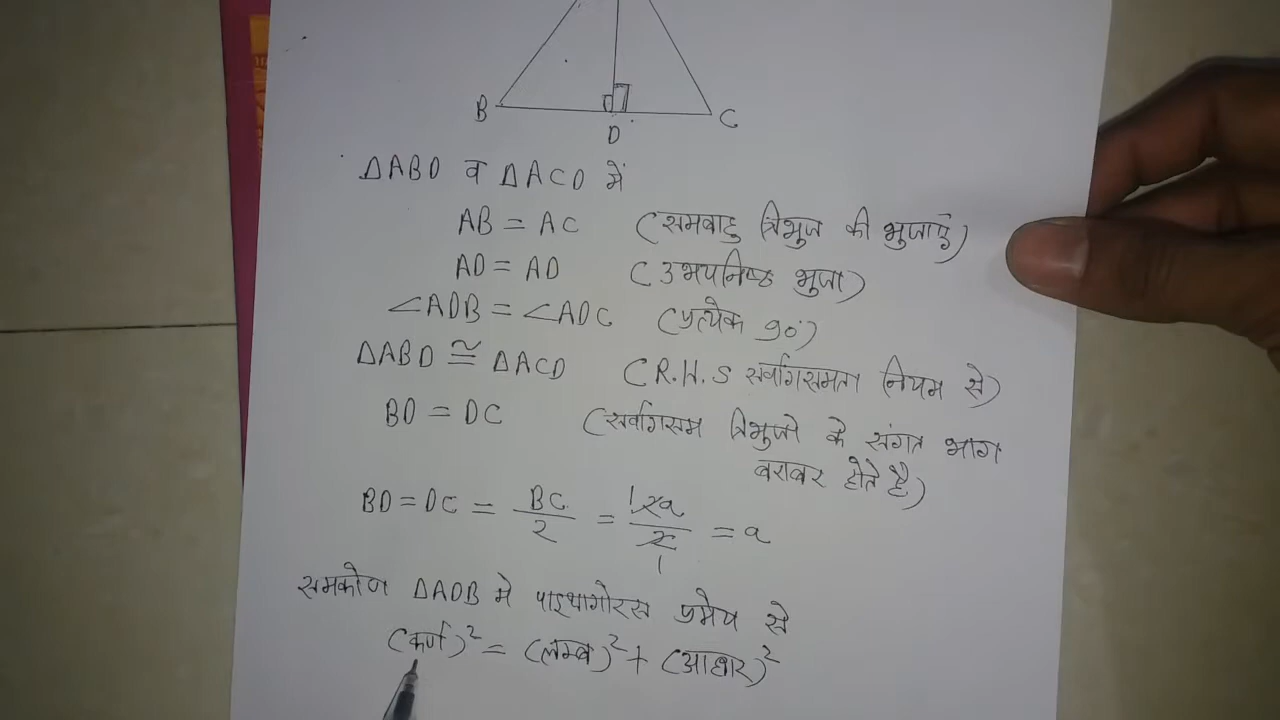 B
C
D
ΔABD व ΔACD में
AB = AC (समबाहु त्रिभुज की भुजाएँ)
AD = AD (उभयनिष्ठ भुजा)
∠ADB = ∠ADC (प्रत्येक 90°)
ΔABD ≅ ΔACD (R.H.S सर्वांगसमता नियम से)
BD = DC (सर्वांगसम त्रिभुजो के संगत भाग
बराबर होते है)
BD = DC = BC/2 = 2a/2 = a
समकोण ΔADB मे पाइथागोरस प्रमेय से
(कर्ण)² = (लम्ब)² + (आधार)²